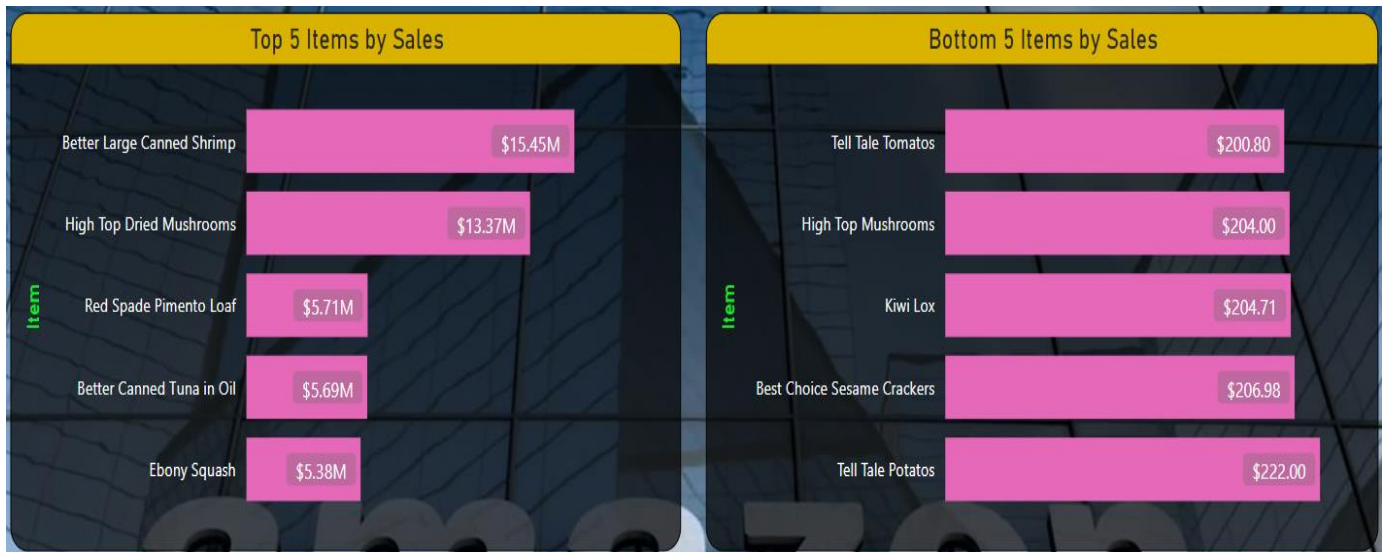 Top 5 Items by Sales
Item
Better Large Canned Shrimp $15.45M
High Top Dried Mushrooms $13.37M
Red Spade Pimento Loaf $5.71M
Better Canned Tuna in Oil $5.69M
Ebony Squash $5.38M
Bottom 5 Items by Sales
Item
Tell Tale Tomatos $200.80
High Top Mushrooms $204.00
Kiwi Lox $204.71
Best Choice Sesame Crackers $206.98
Tell Tale Potatos $222.00
amazon